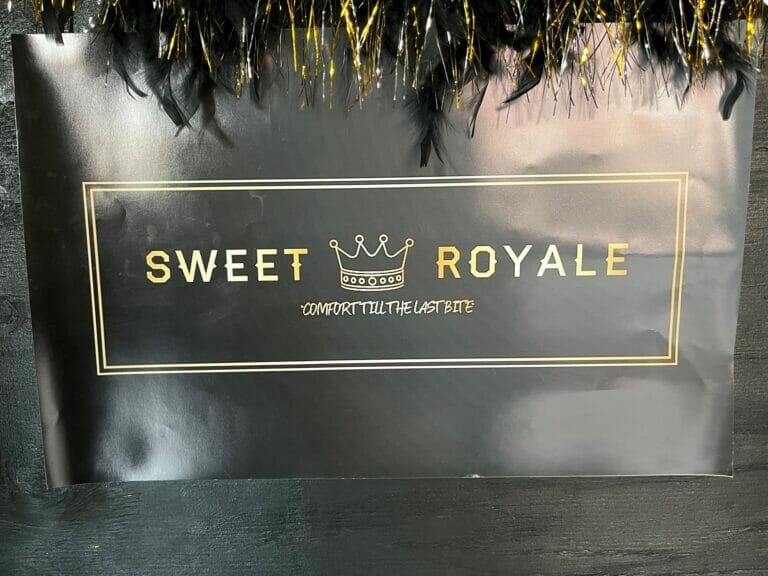 SWEET ROYALE
"COMFORT TILL THE LAST BITE"